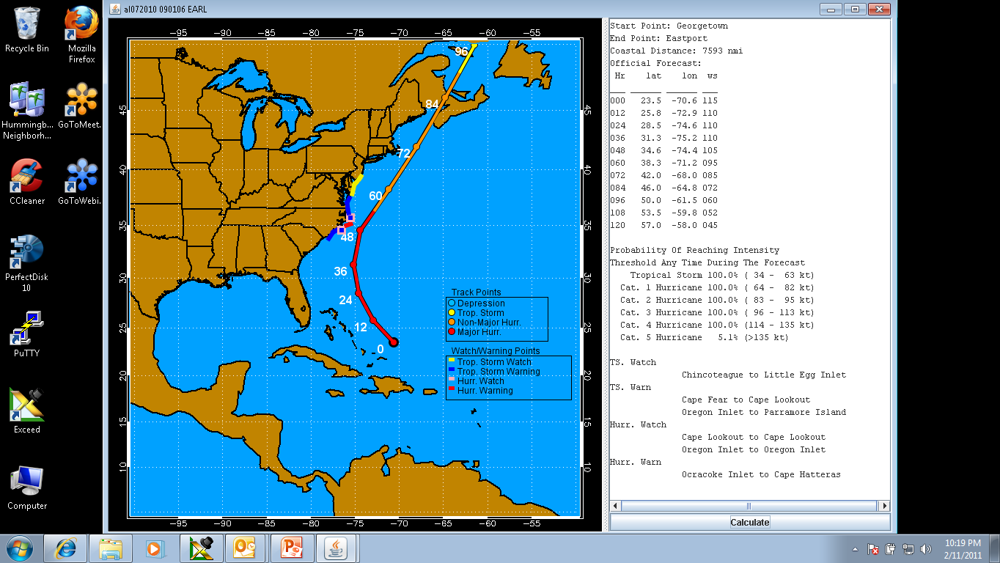 al072010 090106 EARL
Recycle Bin
Mozilla
Firefox
Hummingb...
Neighborh...
GoToMeet.
CCleaner
GoToWebi.
PerfectDisk
10
PuTTY
Exceed
Computer
−95 −90 −85 −80 −75 −70 −65 −60 −55
96
84
45 45
72
40 40
60
35 35
48
36
30 30
24
12
25 25
0
20 20
15 15
10 10
Track Points
Depression
Trop. Storm
Non-Major Hurr.
Major Hurr.
Watch/Warning Points
Trop. Storm Watch
Trop. Storm Warning
Hurr. Watch
Hurr. Warning
−95 −90 −85 −80 −75 −70 −65 −60 −55
Start Point: Georgetown
End Point: Eastport
Coastal Distance: 7593 nmi
Official Forecast:
Hr lat lon ws
___ ______ ______ ___
000 23.5 -70.6 115
012 25.8 -72.9 110
024 28.5 -74.6 110
036 31.3 -75.2 110
048 34.6 -74.4 105
060 38.3 -71.2 095
072 42.0 -68.0 085
084 46.0 -64.8 072
096 50.0 -61.5 060
108 53.5 -59.8 052
120 57.0 -58.0 045
Probability Of Reaching Intensity
Threshold Any Time During The Forecast
Tropical Storm 100.0% ( 34 - 63 kt)
Cat. 1 Hurricane 100.0% ( 64 - 82 kt)
Cat. 2 Hurricane 100.0% ( 83 - 95 kt)
Cat. 3 Hurricane 100.0% ( 96 - 113 kt)
Cat. 4 Hurricane 100.0% (114 - 135 kt)
Cat. 5 Hurricane 5.1% (>135 kt)
TS. Watch
Chincoteague to Little Egg Inlet
TS. Warn
Cape Fear to Cape Lookout
Oregon Inlet to Parramore Island
Hurr. Watch
Cape Lookout to Cape Lookout
Oregon Inlet to Oregon Inlet
Hurr. Warn
Ocracoke Inlet to Cape Hatteras
Calculate
10:19 PM
2/11/2011